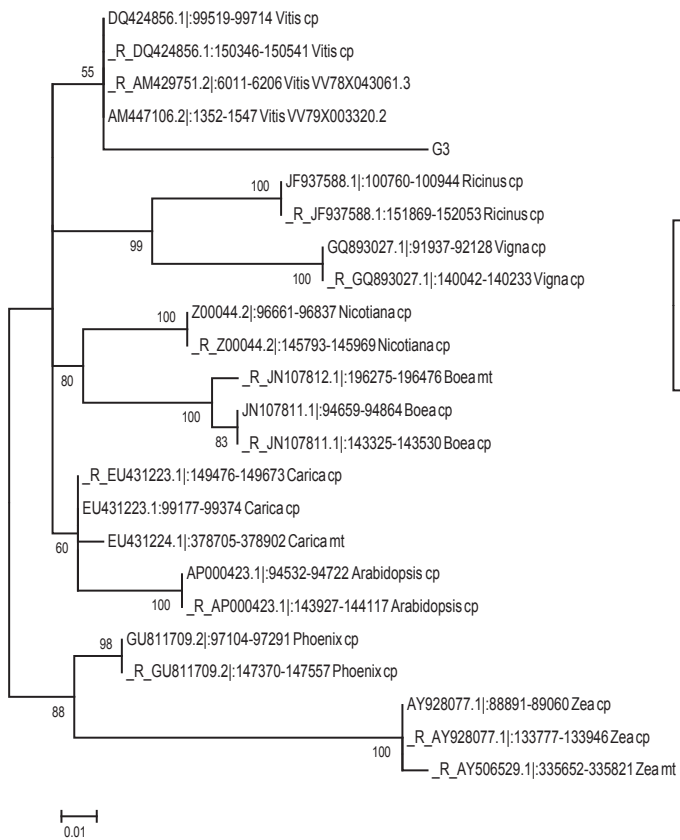 DQ424856.1|:99519-99714 Vitis cp
_R_DQ424856.1:150346-150541 Vitis cp
55
_R_AM429751.2|:6011-6206 Vitis VV78X043061.3
AM447106.2|:1352-1547 Vitis VV79X003320.2
G3
100
JF937588.1|:100760-100944 Ricinus cp
_R_JF937588.1:151869-152053 Ricinus cp
99
GQ893027.1|:91937-92128 Vigna cp
100
_R_GQ893027.1|:140042-140233 Vigna cp
100
Z00044.2|:96661-96837 Nicotiana cp
_R_Z00044.2|:145793-145969 Nicotiana cp
80
_R_JN107812.1|:196275-196476 Boea mt
100
JN107811.1|:94659-94864 Boea cp
83
_R_JN107811.1|:143325-143530 Boea cp
_R_EU431223.1|:149476-149673 Carica cp
EU431223.1:99177-99374 Carica cp
60
EU431224.1|:378705-378902 Carica mt
AP000423.1|:94532-94722 Arabidopsis cp
100
_R_AP000423.1|:143927-144117 Arabidopsis cp
98
GU811709.2|:97104-97291 Phoenix cp
_R_GU811709.2|:147370-147557 Phoenix cp
88
AY928077.1|:88891-89060 Zea cp
_R_AY928077.1|:133777-133946 Zea cp
100
_R_AY506529.1|:335652-335821 Zea mt
0.01